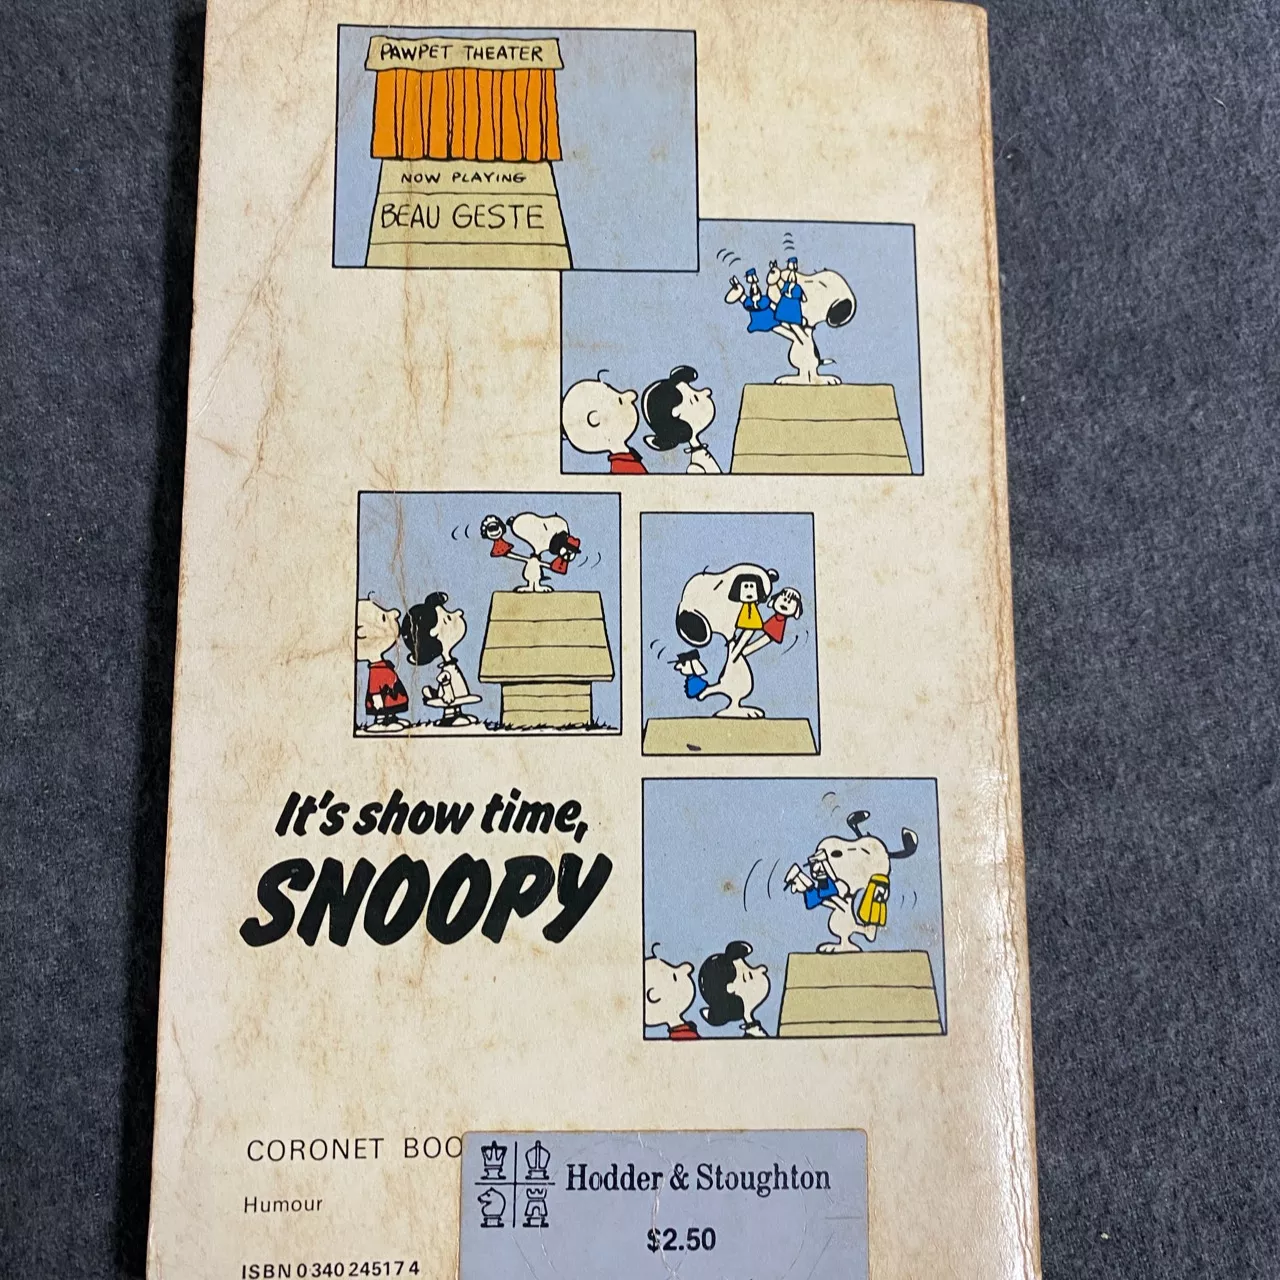 PAWPET THEATER
NOW PLAYING
BEAU GESTE
It's show time,
SNOOPY
CORONET BOO
Hodder & Stoughton
$2.50
Humour
ISBN 0 340 24517 4